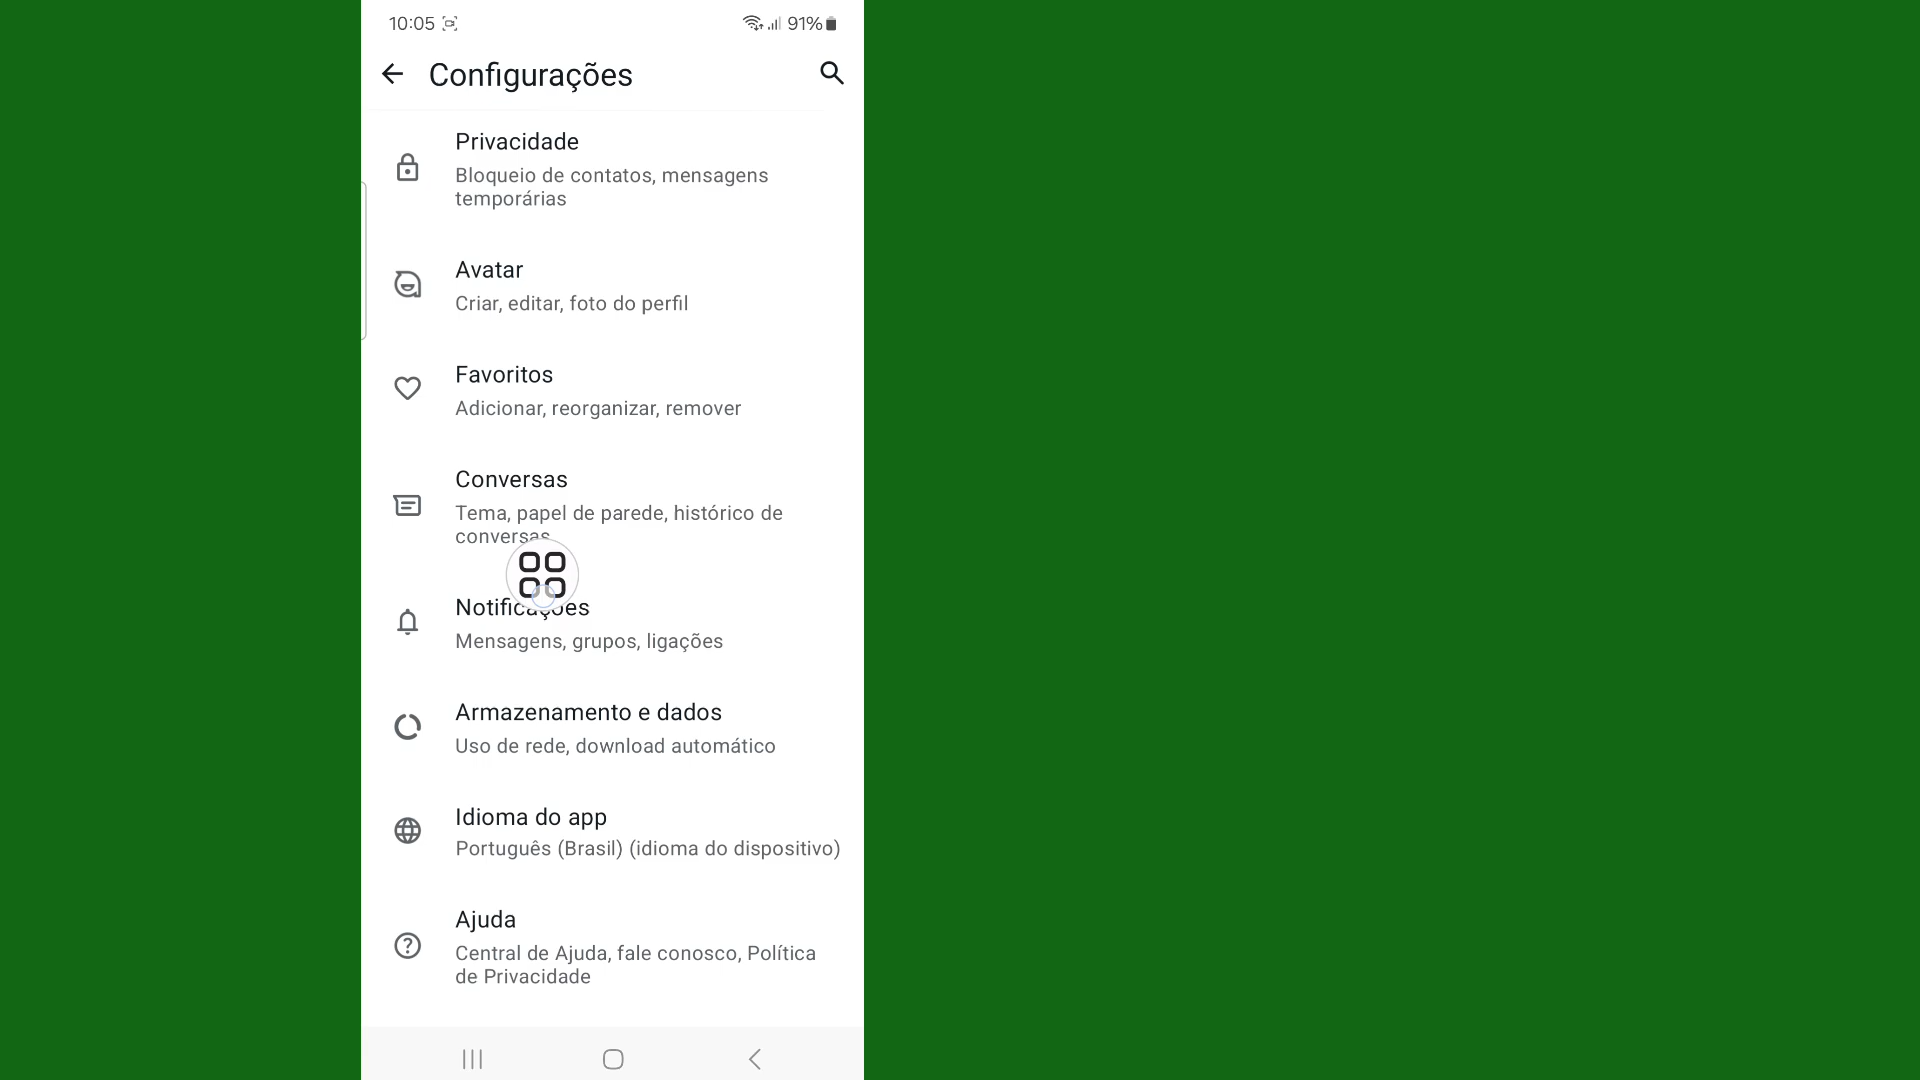 10:05
91%
Configurações
Privacidade
Bloqueio de contatos, mensagens
temporárias
Avatar
Criar, editar, foto do perfil
Favoritos
Adicionar, reorganizar, remover
Conversas
Tema, papel de parede, histórico de
conversas
Notificações
Mensagens, grupos, ligações
Armazenamento e dados
Uso de rede, download automático
Idioma do app
Português (Brasil) (idioma do dispositivo)
Ajuda
Central de Ajuda, fale conosco, Política
de Privacidade